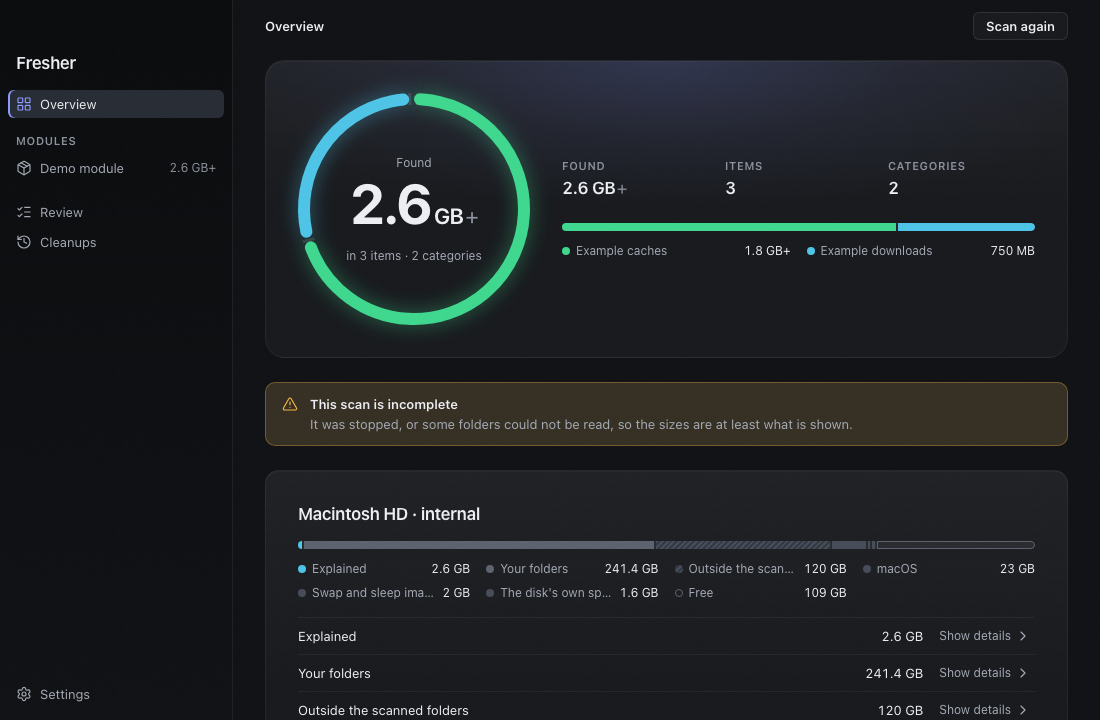 Overview
Scan again
Fresher
Overview
MODULES
Demo module 2.6 GB+
Review
Cleanups
Settings
Found
2.6 GB+
in 3 items · 2 categories
FOUND ITEMS CATEGORIES
2.6 GB+ 3 2
Example caches 1.8 GB+ Example downloads 750 MB
This scan is incomplete
It was stopped, or some folders could not be read, so the sizes are at least what is shown.
Macintosh HD · internal
Explained 2.6 GB Your folders 241.4 GB Outside the scan... 120 GB macOS 23 GB
Swap and sleep ima... 2 GB The disk's own sp... 1.6 GB Free 109 GB
Explained 2.6 GB Show details
Your folders 241.4 GB Show details
Outside the scanned folders 120 GB Show details